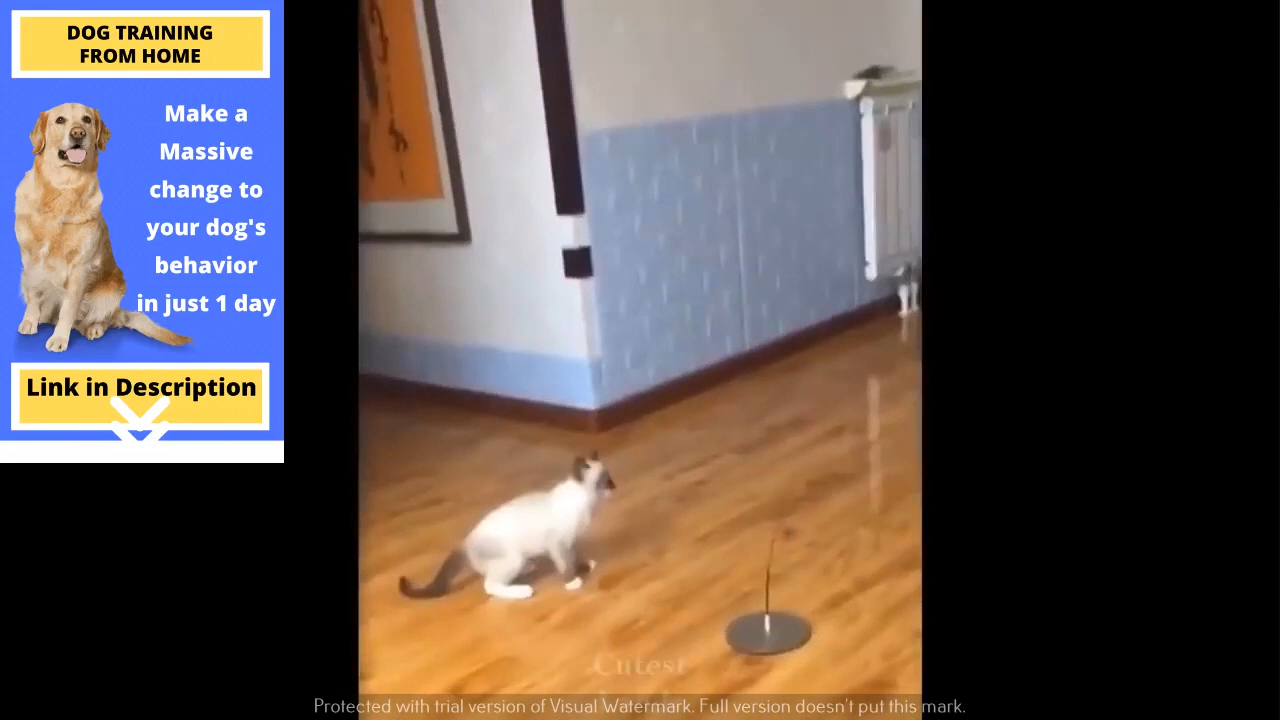 DOG TRAINING
FROM HOME
Make a
Massive
change to
your dog's
behavior
in just 1 day
Link in Description
Cutest
Protected with trial version of Visual Watermark. Full version doesn't put this mark.